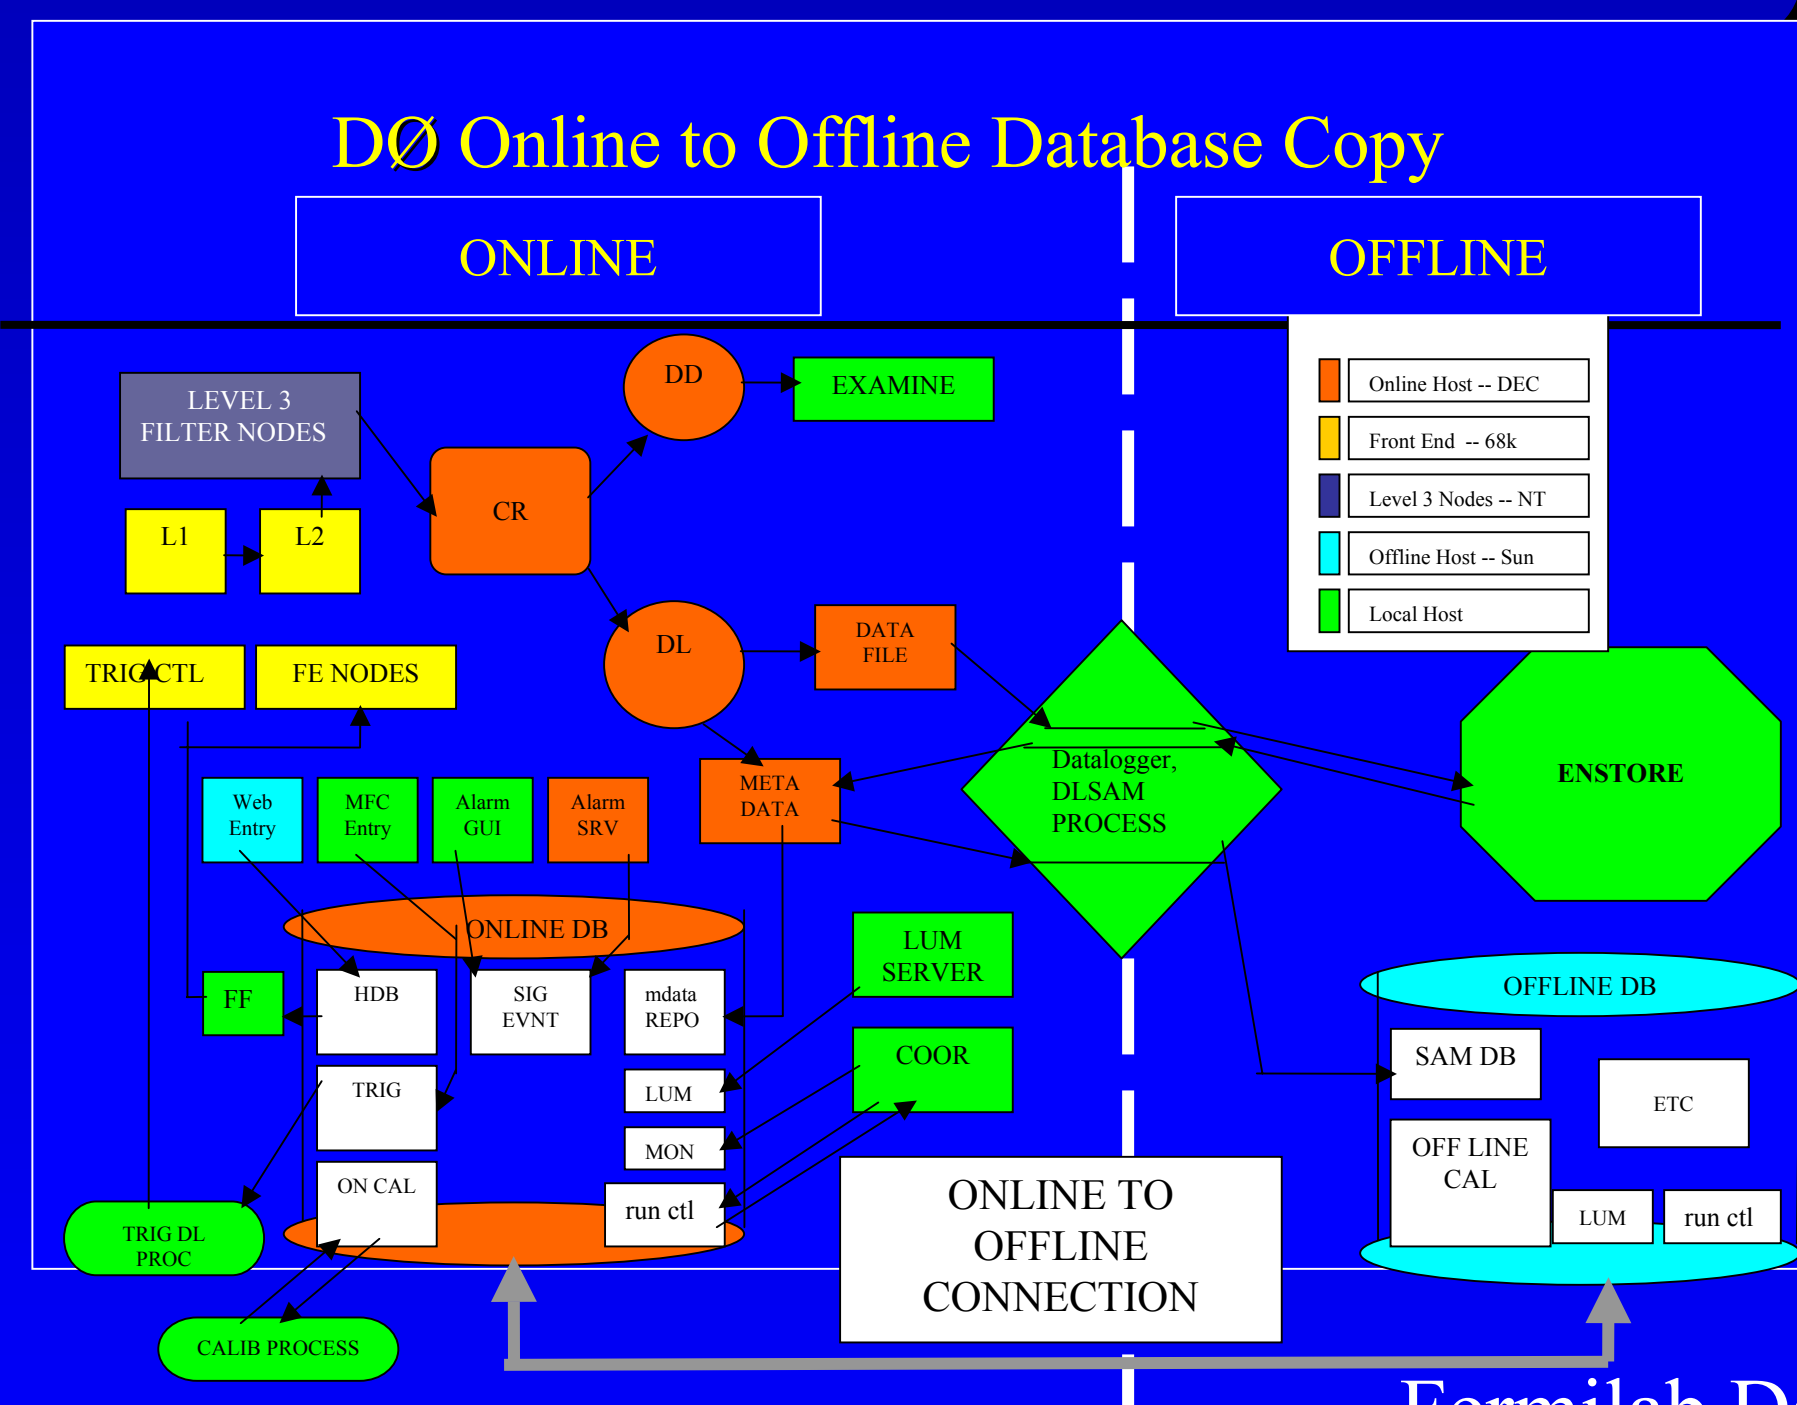 DØ Online to Offline Database Copy
ONLINE
OFFLINE
Online Host -- DEC
Front End -- 68k
Level 3 Nodes -- NT
Offline Host -- Sun
Local Host
LEVEL 3
FILTER NODES
DD
EXAMINE
CR
L1
L2
DL
DATA
FILE
TRIG CTL
FE NODES
META
DATA
Datalogger,
DLSAM
PROCESS
ENSTORE
Web
Entry
MFC
Entry
Alarm
GUI
Alarm
SRV
ONLINE DB
LUM
SERVER
OFFLINE DB
FF
HDB
SIG
EVNT
mdata
REPO
COOR
SAM DB
TRIG
LUM
ETC
MON
OFF LINE
CAL
ON CAL
run ctl
LUM
run ctl
TRIG DL
PROC
ONLINE TO
OFFLINE
CONNECTION
CALIB PROCESS